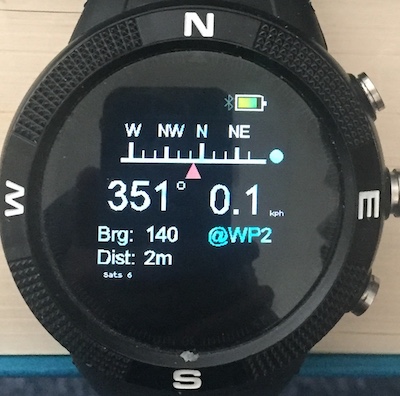 N
W NW N NE
351° 0.1 kph
Brg: 140 @WP2
Dist: 2m
Sats 6
W
E
S